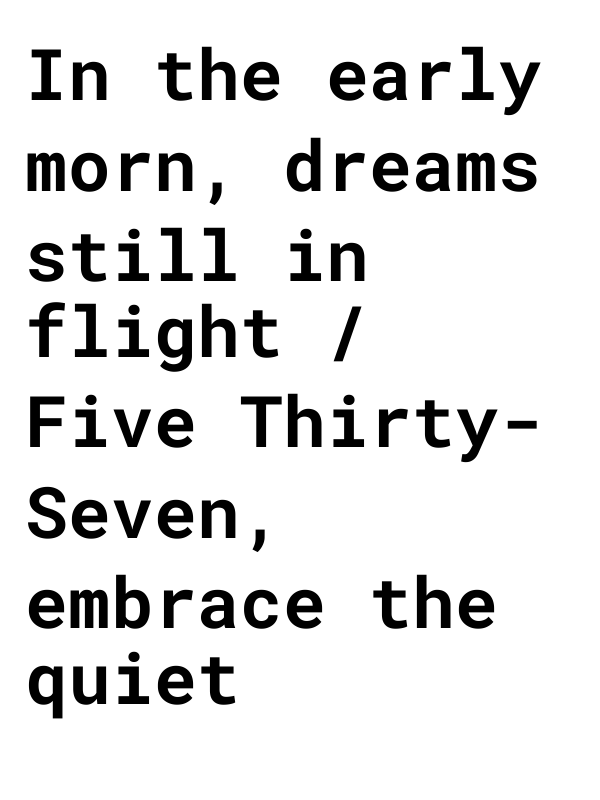 In the early
morn, dreams
still in
flight /
Five Thirty-
Seven,
embrace the
quiet